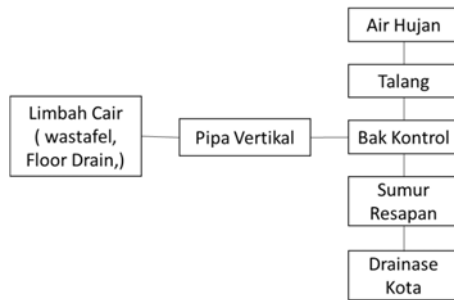 Air Hujan
Talang
Limbah Cair
( wastafel,
Floor Drain,)
Pipa Vertikal
Bak Kontrol
Sumur
Resapan
Drainase
Kota